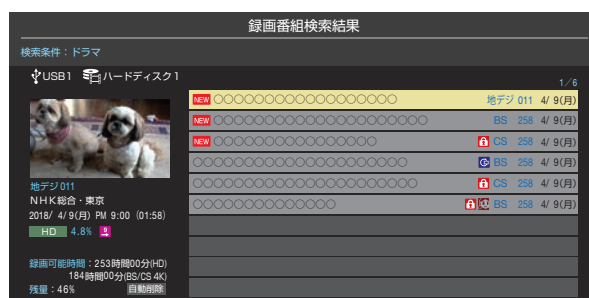 録画番組検索結果
検索条件:ドラマ
USB1 ハードディスク1
1/6
NEW 〇〇〇〇〇〇〇〇〇〇〇〇〇〇〇〇〇〇 地デジ 011 4/ 9(月)
NEW 〇〇〇〇〇〇〇〇〇〇〇〇〇〇〇〇〇〇〇〇〇 BS 258 4/ 9(月)
NEW 〇〇〇〇〇〇〇〇〇〇〇〇〇〇〇〇 CS 258 4/ 9(月)
〇〇〇〇〇〇〇〇〇〇〇〇〇〇〇〇〇〇〇〇〇 BS 258 4/ 9(月)
〇〇〇〇〇〇〇〇〇〇〇〇〇〇〇〇〇〇〇〇〇〇 CS 258 4/ 9(月)
〇〇〇〇〇〇〇〇〇〇〇〇〇〇 BS 258 4/ 9(月)
地デジ011
NHK総合・東京
2018/ 4/ 9(月) PM 9:00 (01:58)
HD 4.8%
録画可能時間:253時間00分(HD)
184時間00分(BS/CS 4K)
残量:46% 自動削除